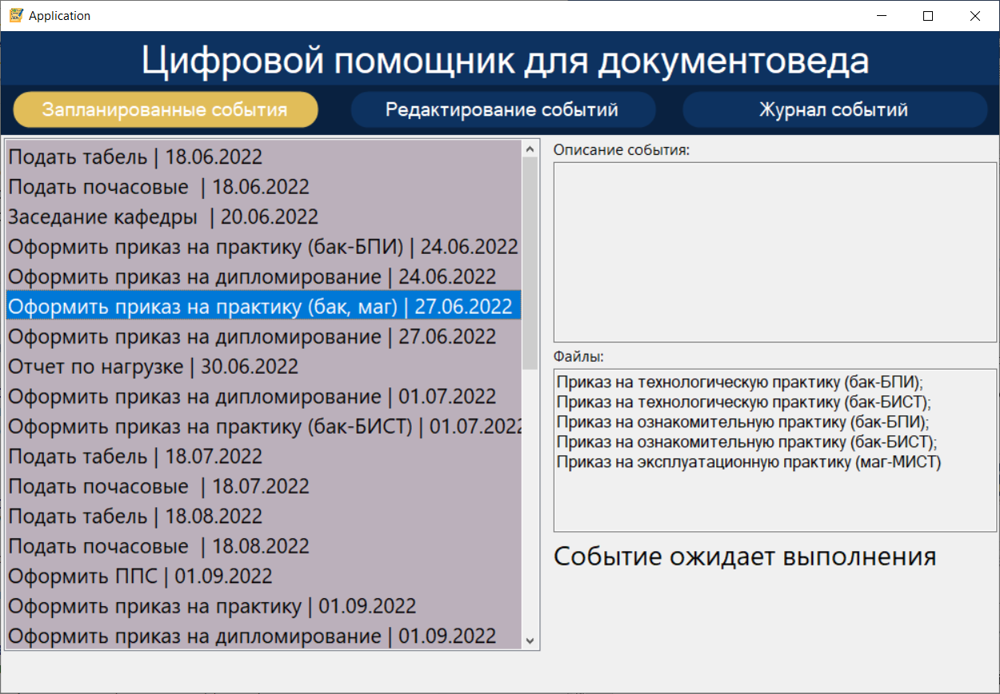 Application
Цифровой помощник для документоведа
Запланированные события
Редактирование событий
Журнал событий
Подать табель | 18.06.2022
Подать почасовые | 18.06.2022
Заседание кафедры | 20.06.2022
Оформить приказ на практику (бак-БПИ) | 24.06.2022
Оформить приказ на дипломирование | 24.06.2022
Оформить приказ на практику (бак, маг) | 27.06.2022
Оформить приказ на дипломирование | 27.06.2022
Отчет по нагрузке | 30.06.2022
Оформить приказ на дипломирование | 01.07.2022
Оформить приказ на практику (бак-БИСТ) | 01.07.2022
Подать табель | 18.07.2022
Подать почасовые | 18.07.2022
Подать табель | 18.08.2022
Подать почасовые | 18.08.2022
Оформить ППС | 01.09.2022
Оформить приказ на практику | 01.09.2022
Оформить приказ на дипломирование | 01.09.2022
Описание события:
Файлы:
Приказ на технологическую практику (бак-БПИ);
Приказ на технологическую практику (бак-БИСТ);
Приказ на ознакомительную практику (бак-БПИ);
Приказ на ознакомительную практику (бак-БИСТ);
Приказ на эксплуатационную практику (маг-МИСТ)
Событие ожидает выполнения